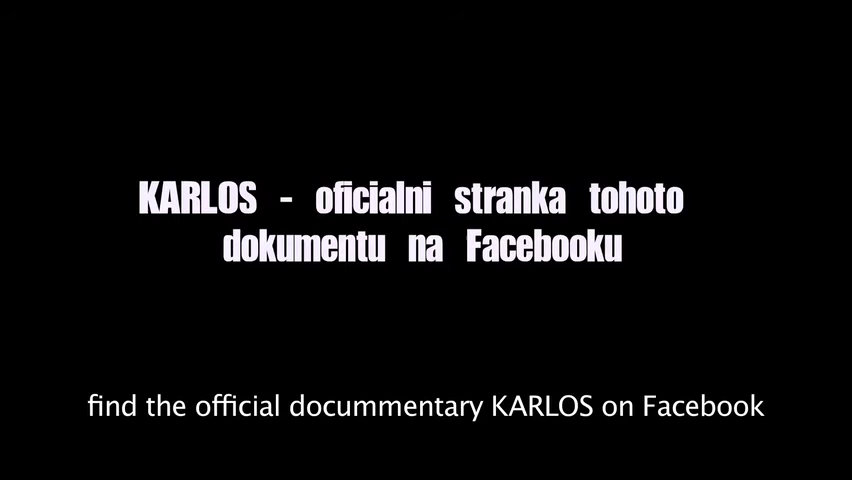 KARLOS - oficialni stranka tohoto
dokumentu na Facebooku
find the official docummentary KARLOS on Facebook